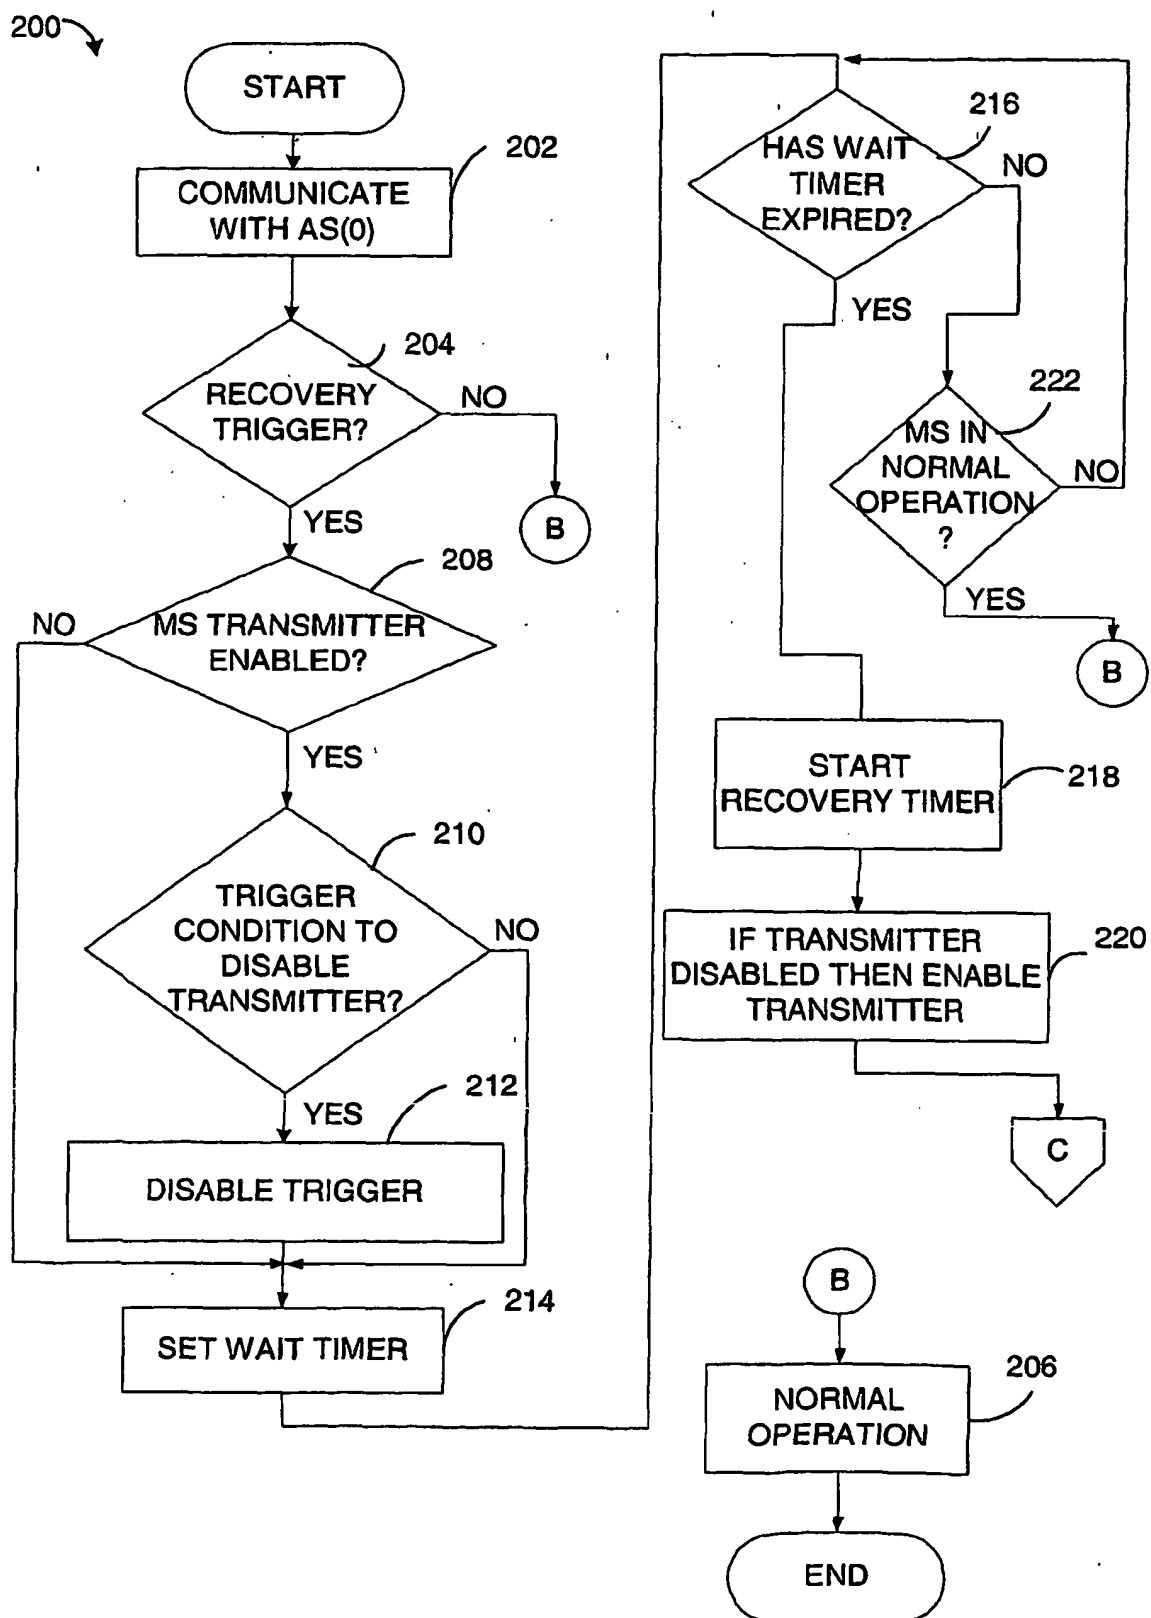 200
START
202
COMMUNICATE
WITH AS(0)
204
RECOVERY
TRIGGER?
NO
B
YES
208
NO
MS TRANSMITTER
ENABLED?
YES
210
TRIGGER
CONDITION TO
DISABLE
TRANSMITTER?
NO
YES
212
DISABLE TRIGGER
214
SET WAIT TIMER
216
HAS WAIT
TIMER
EXPIRED?
NO
YES
222
MS IN
NORMAL
OPERATION
?
NO
YES
B
START
RECOVERY TIMER
218
IF TRANSMITTER
DISABLED THEN ENABLE
TRANSMITTER
220
C
B
206
NORMAL
OPERATION
END